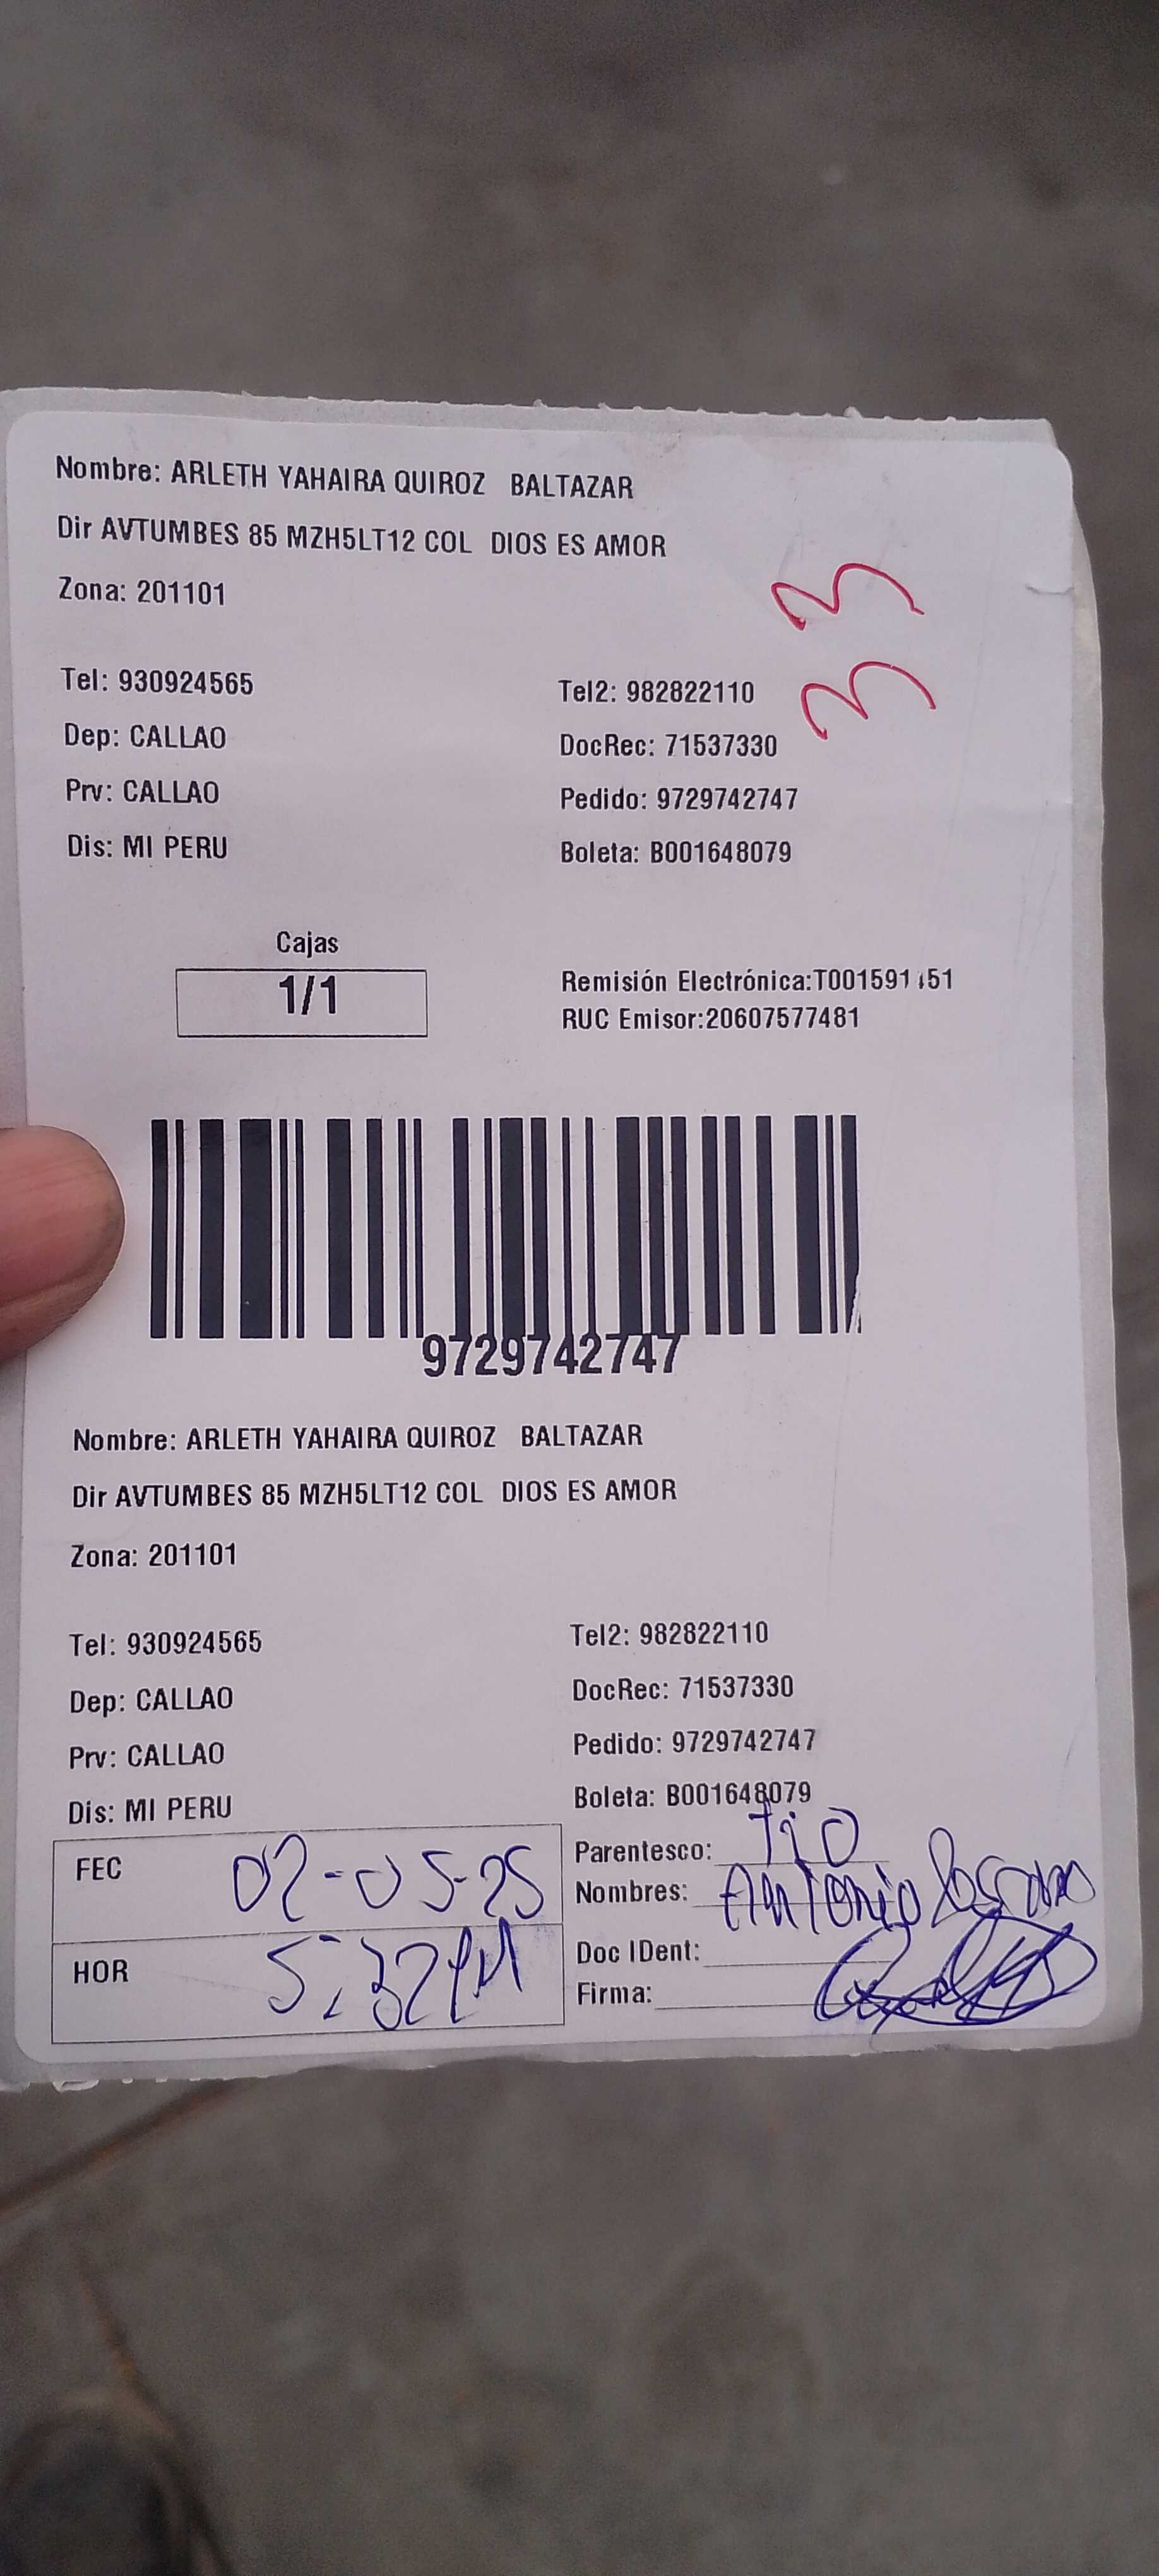 Nombre: ARLETH YAHAIRA QUIROZ BALTAZAR
Dir AVTUMBES 85 MZH5LT12 COL DIOS ES AMOR
Zona: 201101
33
Tel: 930924565 Tel2: 982822110
Dep: CALLAO DocRec: 71537330
Prv: CALLAO Pedido: 9729742747
Dis: MI PERU Boleta: B001648079
Cajas
1/1
Remisión Electrónica:
RUC Emisor:20607577481
9729742747
Nombre: ARLETH YAHAIRA QUIROZ BALTAZAR
Dir AVTUMBES 85 MZH5LT12 COL DIOS ES AMOR
Zona: 201101
Tel: 930924565 Tel2: 982822110
Dep: CALLAO DocRec: 71537330
Prv: CALLAO Pedido: 9729742747
Dis: MI PERU Boleta: B001648079
FEC 02-05-25 Parentesco: tio
Nombres: Antonio
HOR 5:32PM Doc IDent:
Firma: